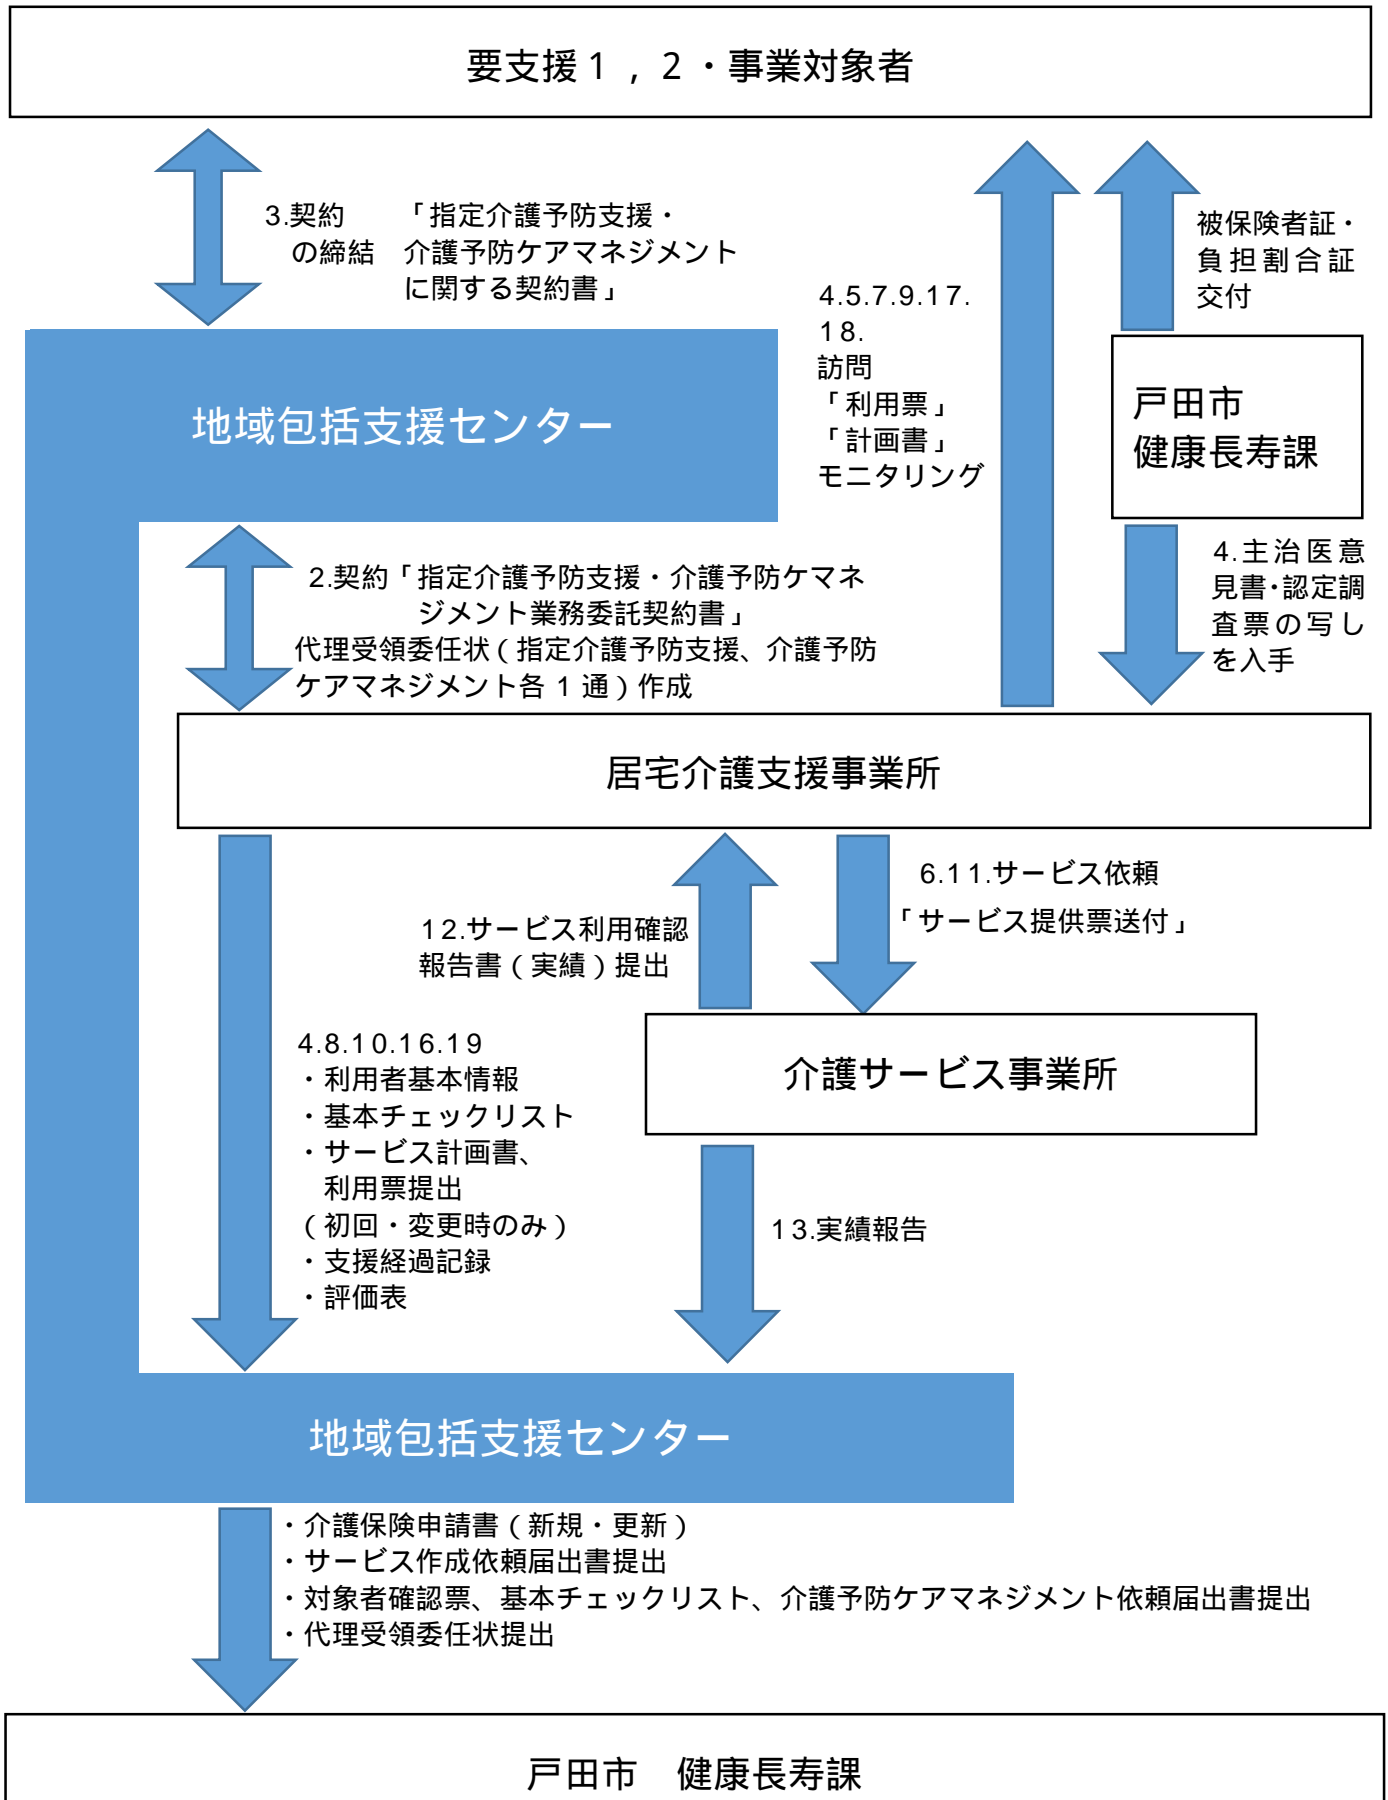 要支援１，２・事業対象者
3.契約　「指定介護予防支援・
の締結　介護予防ケアマネジメント
に関する契約書」
4.5.7.9.17.
18.
訪問
「利用票」
「計画書」
モニタリング
被保険者証・
負担割合証
交付
地域包括支援センター
戸田市
健康長寿課
2.契約「指定介護予防支援・介護予防ケマネ
ジメント業務委託契約書」
代理受領委任状（指定介護予防支援、介護予防
ケアマネジメント各１通）作成
4.主治医意
見書・認定調
査票の写し
を入手
居宅介護支援事業所
12.サービス利用確認
報告書（実績）提出
6.11.サービス依頼
「サービス提供票送付」
介護サービス事業所
4.8.10.16.19
・利用者基本情報
・基本チェックリスト
・サービス計画書、
利用票提出
（初回・変更時のみ）
・支援経過記録
・評価表
13.実績報告
地域包括支援センター
・介護保険申請書（新規・更新）
・サービス作成依頼届出書提出
・対象者確認票、基本チェックリスト、介護予防ケアマネジメント依頼届出書提出
・代理受領委任状提出
戸田市　健康長寿課